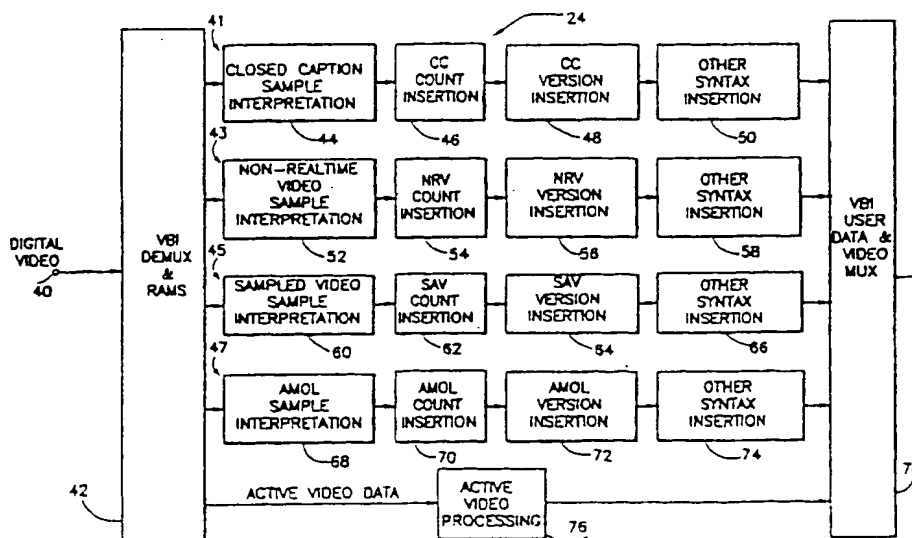 41
24
CLOSED CAPTION
SAMPLE
INTERPRETATION
44
CC
COUNT
INSERTION
46
CC
VERSION
INSERTION
48
OTHER
SYNTAX
INSERTION
50
43
NON-REALTIME
VIDEO
SAMPLE
INTERPRETATION
52
NRV
COUNT
INSERTION
54
NRV
VERSION
INSERTION
56
OTHER
SYNTAX
INSERTION
58
DIGITAL
VIDEO
40
VBI
DEMUX
&
RAMS
42
45
SAMPLED VIDEO
SAMPLE
INTERPRETATION
60
SAV
COUNT
INSERTION
62
SAV
VERSION
INSERTION
64
OTHER
SYNTAX
INSERTION
66
47
AMOL
SAMPLE
INTERPRETATION
68
AMOL
COUNT
INSERTION
70
AMOL
VERSION
INSERTION
72
OTHER
SYNTAX
INSERTION
74
ACTIVE VIDEO DATA
ACTIVE
VIDEO
PROCESSING
76
VBI
USER
DATA &
VIDEO
MUX